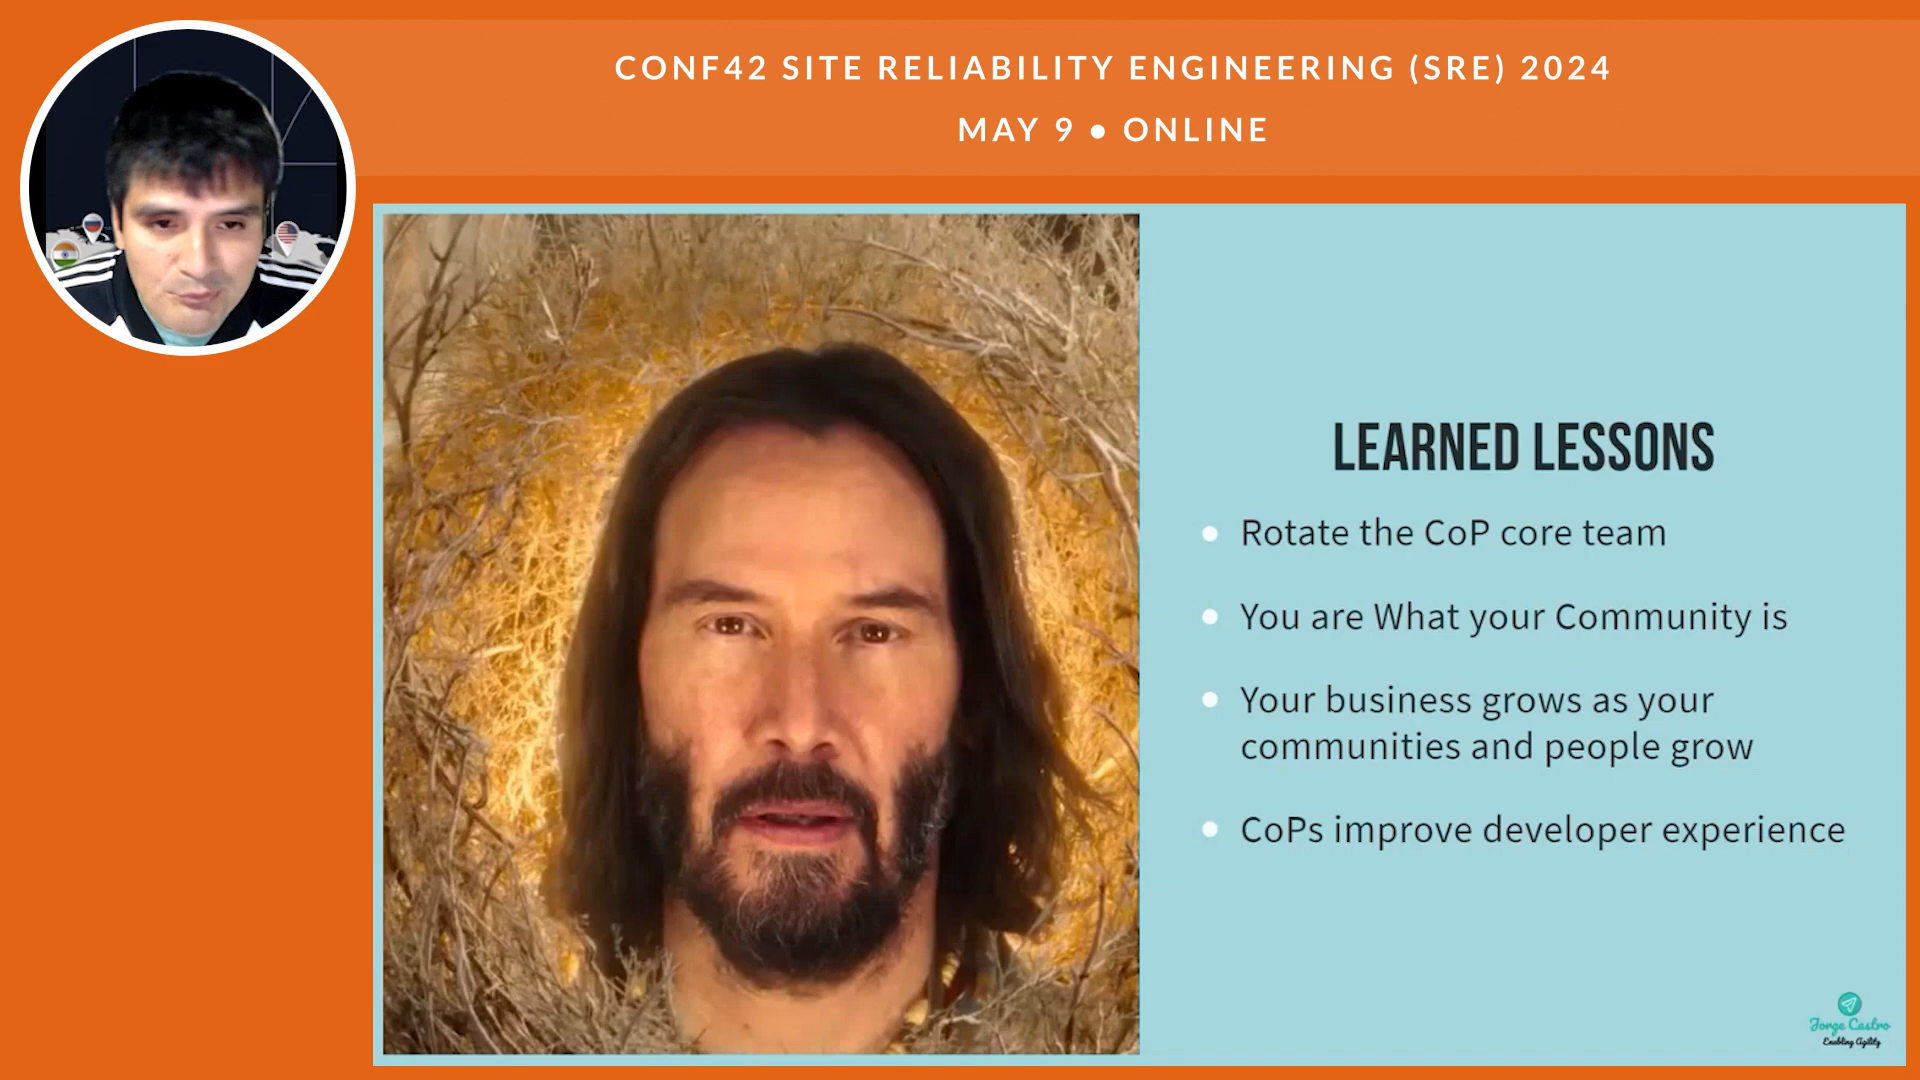 CONF42 SITE RELIABILITY ENGINEERING (SRE) 2024
MAY 9 ● ONLINE
LEARNED LESSONS
Rotate the CoP core team
You are What your Community is
Your business grows as your
communities and people grow
CoPs improve developer experience
Jorge Castro
Enabling Agility